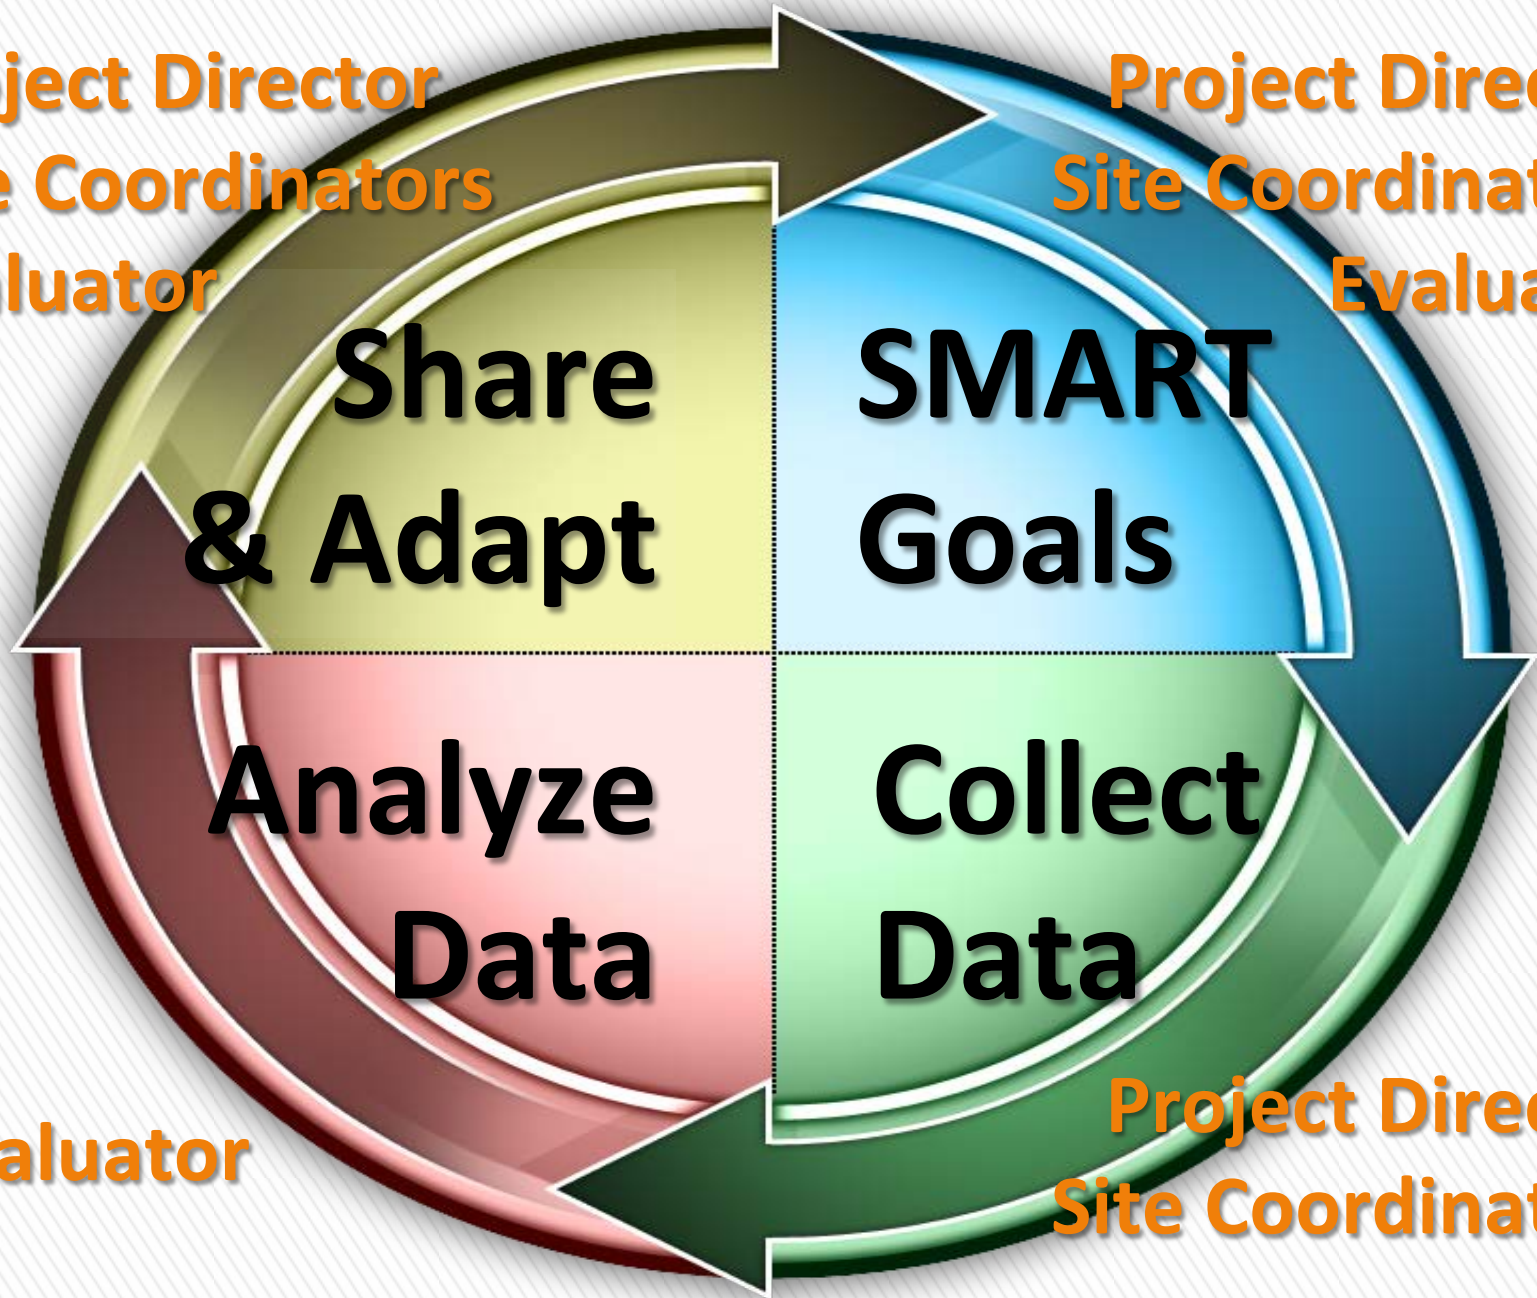 ject Director
e Coordinators
luator
Project Direc
Site Coordinat
Evalua
Share
& Adapt
SMART
Goals
Analyze
Data
Collect
Data
aluator
Project Direc
Site Coordinat